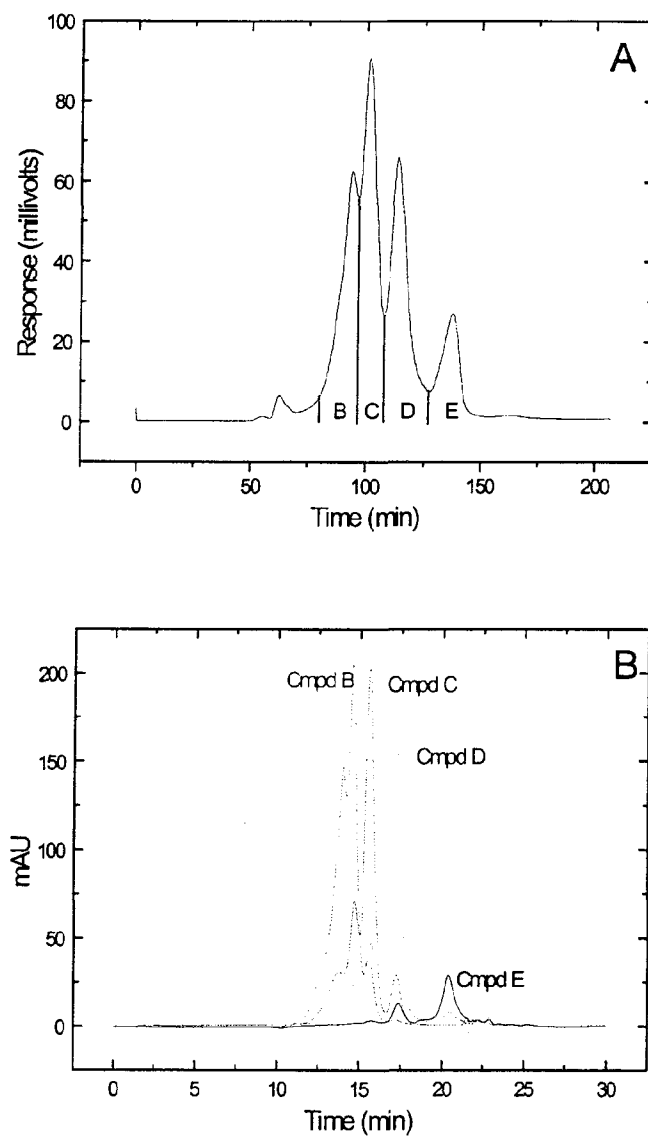 A
100
80
60
40
20
0
Response (millivolts)
B C D E
0 50 100 150 200
Time (min)
B
200
150
100
50
0
mAU
Cmpd B
Cmpd C
Cmpd D
Cmpd E
0 5 10 15 20 25 30
Time (min)